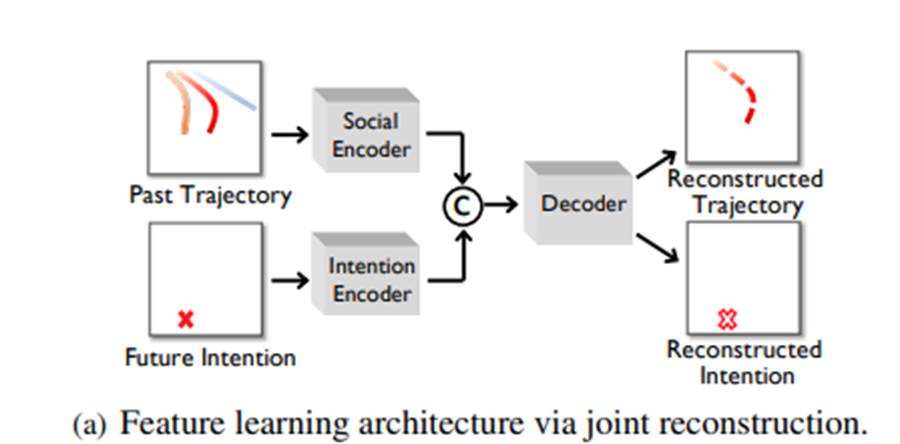 Past Trajectory
Social
Encoder
Future Intention
Intention
Encoder
C
Decoder
Reconstructed
Trajectory
Reconstructed
Intention
(a) Feature learning architecture via joint reconstruction.